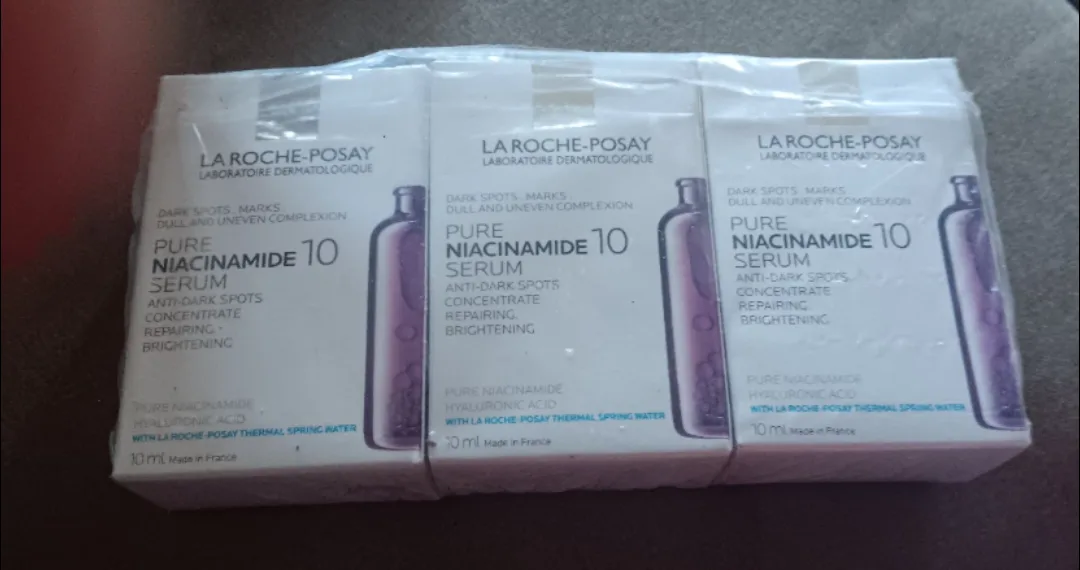 LA ROCHE-POSAY
LABORATOIRE DERMATOLOGIQUE
DARK SPOTS . MARKS
DULL AND UNEVEN COMPLEXION
PURE
NIACINAMIDE 10
SERUM
ANTI-DARK SPOTS
CONCENTRATE
REPAIRING.
BRIGHTENING
PURE NIACINAMIDE
HYALURONIC ACID
WITH LA ROCHE-POSAY THERMAL SPRING WATER
10 ml Made in France
LA ROCHE-POSAY
LABORATOIRE DERMATOLOGIQUE
DARK SPOTS . MARKS
DULL AND UNEVEN COMPLEXION
PURE
NIACINAMIDE 10
SERUM
ANTI-DARK SPOTS
CONCENTRATE
REPAIRING.
BRIGHTENING
PURE NIACINAMIDE
HYALURONIC ACID
WITH LA ROCHE-POSAY THERMAL SPRING WATER
10 ml Made in France
LA ROCHE-POSAY
LABORATOIRE DERMATOLOGIQUE
DARK SPOTS . MARKS
DULL AND UNEVEN COMPLEXION
PURE
NIACINAMIDE 10
SERUM
ANTI-DARK SPOTS
CONCENTRATE
REPAIRING.
BRIGHTENING
PURE NIACINAMIDE
HYALURONIC ACID
WITH LA ROCHE-POSAY THERMAL SPRING WATER
10 ml Made in France